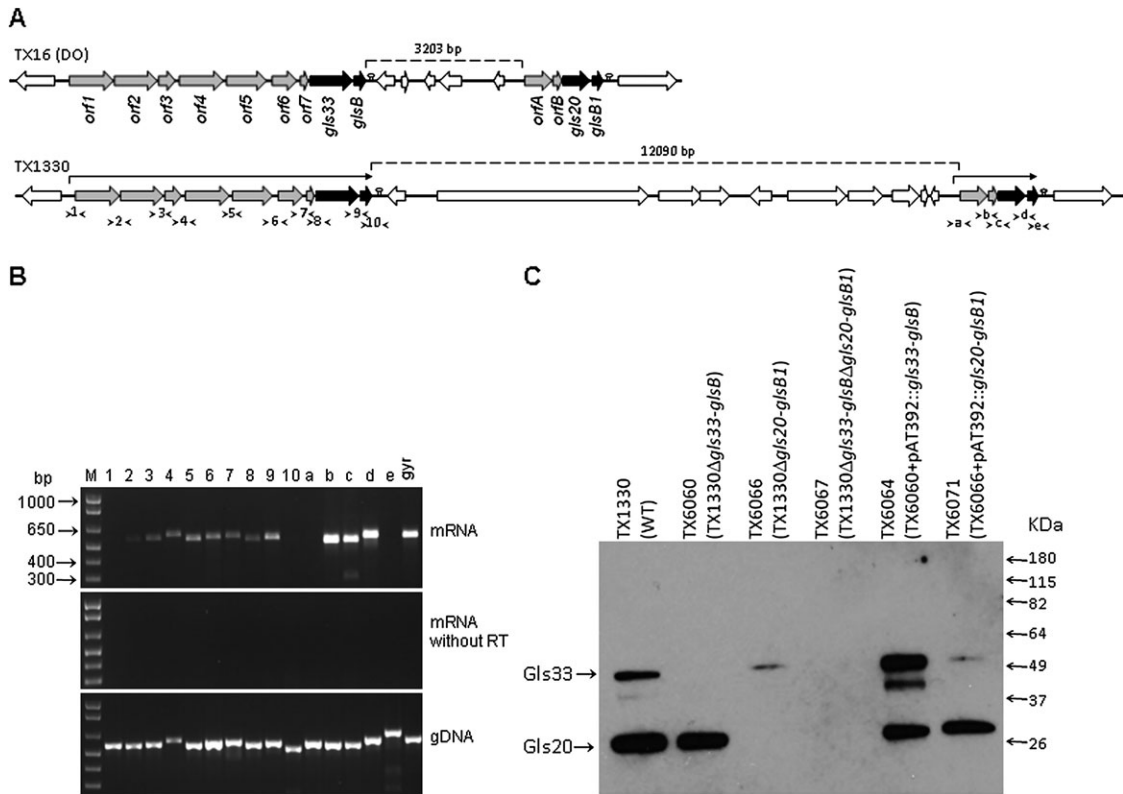 A
TX16 (DO)
3203 bp
orf1 orf2 orf3 orf4 orf5 orf6 orf7 gls33 glsB orfA orfB gls20 glsB1
TX1330
12090 bp
>1< >2< >3< >4< >5< >6< >7< >8< >9< >10< >a< >b< >c< >d< >e<
B
bp M 1 2 3 4 5 6 7 8 9 10 a b c d e gyr
1000→
650→
400→
300→
mRNA
mRNA
without RT
gDNA
C
TX1330
(WT)
TX6060
(TX1330Δgls33-glsB)
TX6066
(TX1330Δgls20-glsB1)
TX6067
(TX1330Δgls33-glsBΔgls20-glsB1)
TX6064
(TX6060+pAT392::gls33-glsB)
TX6071
(TX6066+pAT392::gls20-glsB1)
KDa
←180
←115
←82
←64
←49
←37
←26
Gls33→
Gls20→